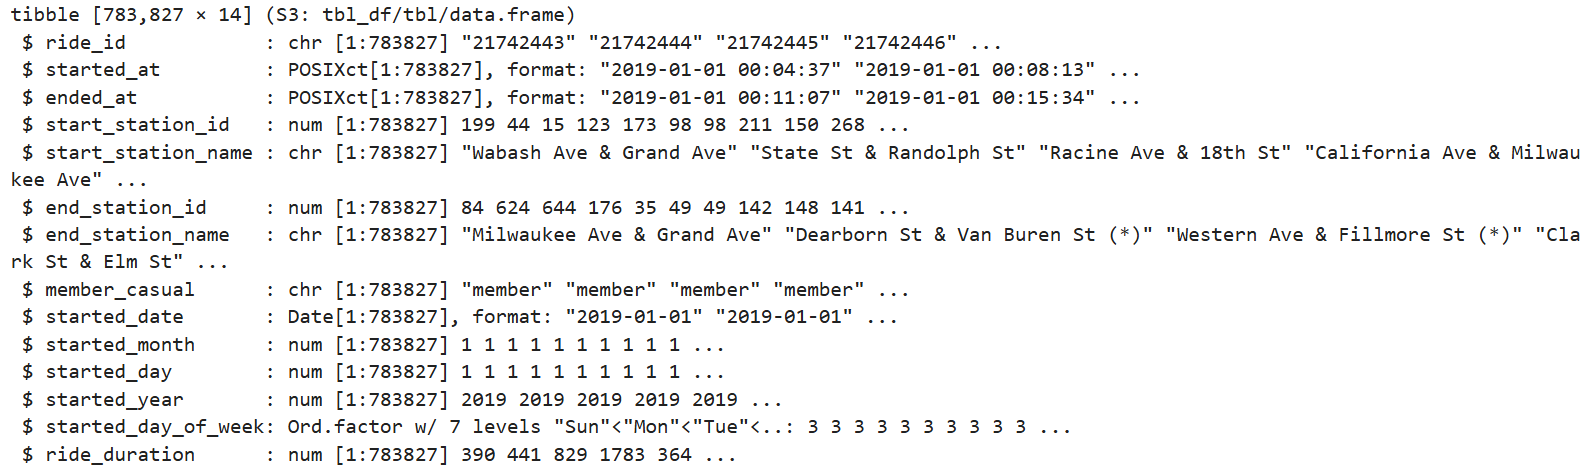 tibble [783,827 × 14] (S3: tbl_df/tbl/data.frame)
 $ ride_id            : chr [1:783827] "21742443" "21742444" "21742445" "21742446" ...
 $ started_at         : POSIXct[1:783827], format: "2019-01-01 00:04:37" "2019-01-01 00:08:13" ...
 $ ended_at           : POSIXct[1:783827], format: "2019-01-01 00:11:07" "2019-01-01 00:15:34" ...
 $ start_station_id   : num [1:783827] 199 44 15 123 173 98 98 211 150 268 ...
 $ start_station_name : chr [1:783827] "Wabash Ave & Grand Ave" "State St & Randolph St" "Racine Ave & 18th St" "California Ave & Milwau
kee Ave" ...
 $ end_station_id     : num [1:783827] 84 624 644 176 35 49 49 142 148 141 ...
 $ end_station_name   : chr [1:783827] "Milwaukee Ave & Grand Ave" "Dearborn St & Van Buren St (*)" "Western Ave & Fillmore St (*)" "Cla
rk St & Elm St" ...
 $ member_casual      : chr [1:783827] "member" "member" "member" "member" ...
 $ started_date       : Date[1:783827], format: "2019-01-01" "2019-01-01" ...
 $ started_month      : num [1:783827] 1 1 1 1 1 1 1 1 1 1 ...
 $ started_day        : num [1:783827] 1 1 1 1 1 1 1 1 1 1 ...
 $ started_year       : num [1:783827] 2019 2019 2019 2019 2019 ...
 $ started_day_of_week: Ord.factor w/ 7 levels "Sun"<"Mon"<"Tue"<..: 3 3 3 3 3 3 3 3 3 3 ...
 $ ride_duration      : num [1:783827] 390 441 829 1783 364 ...